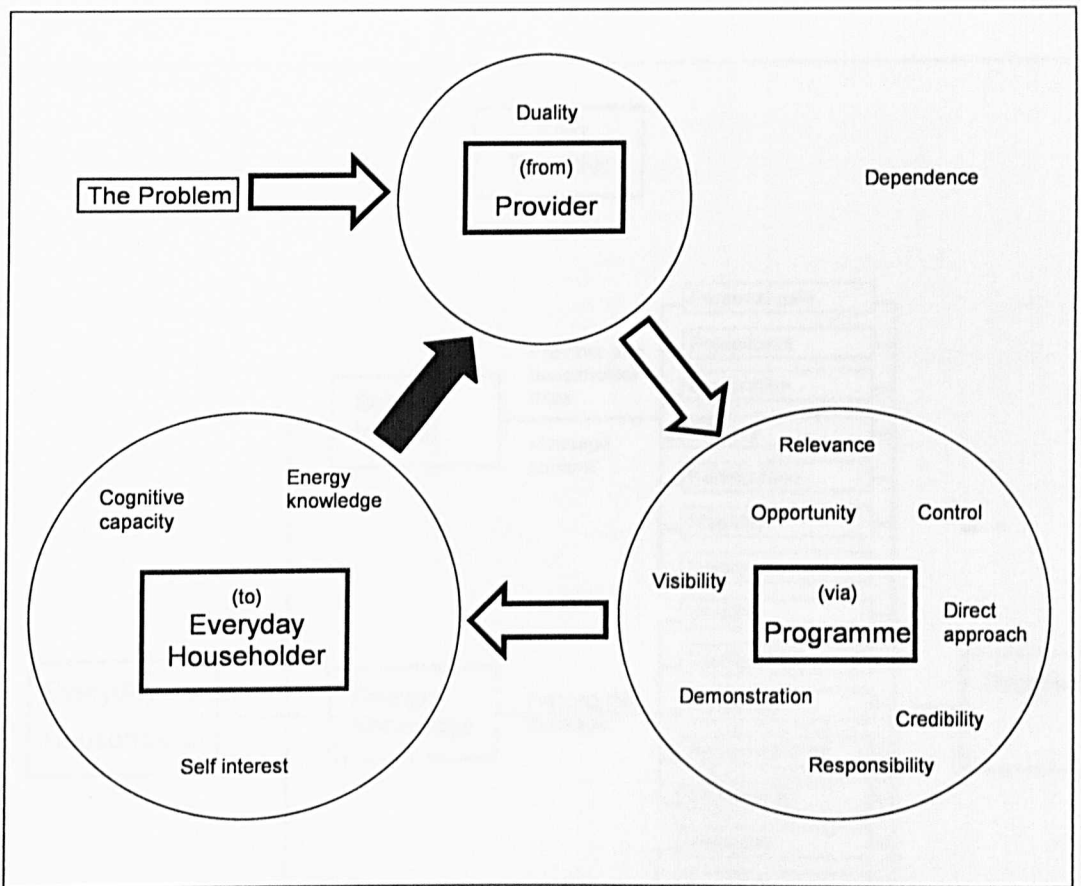 Duality
(from)
Provider
The Problem
Dependence
Relevance
Opportunity
Control
Visibility
(via)
Programme
Direct
approach
Demonstration
Credibility
Responsibility
Energy
knowledge
Cognitive
capacity
(to)
Everyday
Householder
Self interest